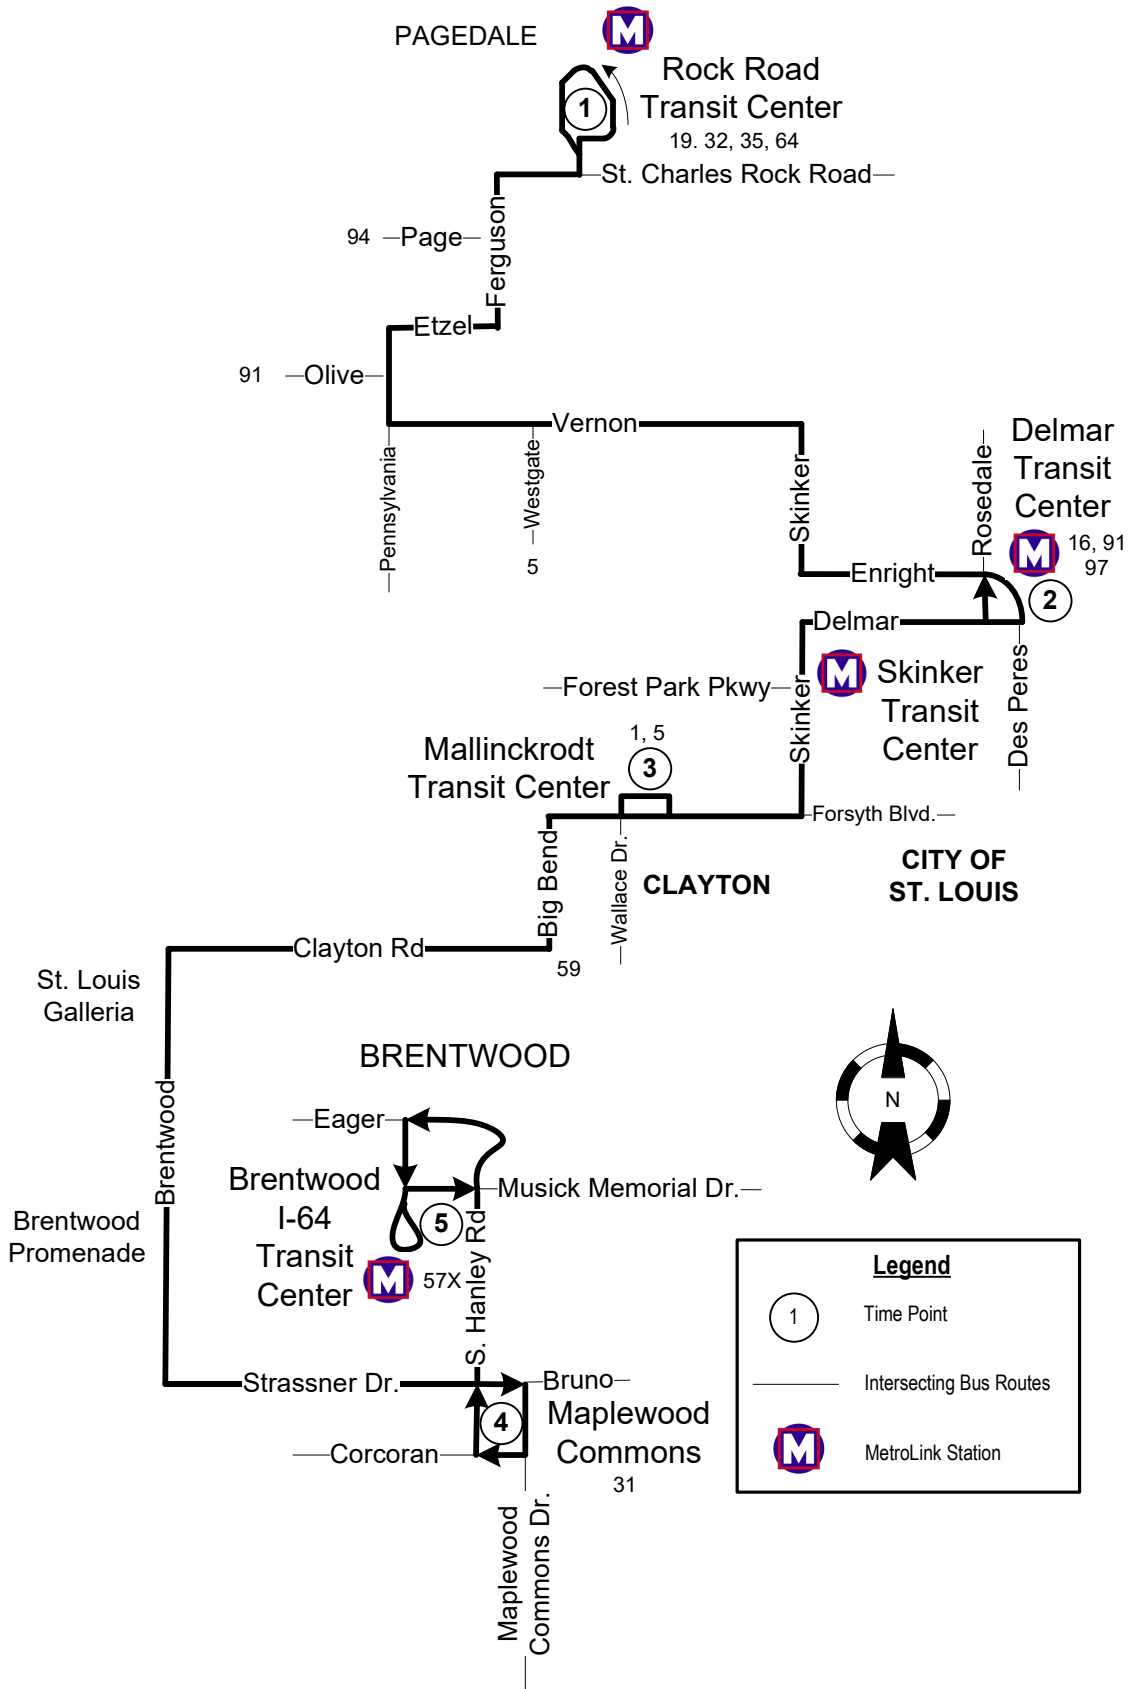 PAGEDALE
M
Rock Road
Transit Center
19. 32, 35, 64
1
St. Charles Rock Road
Ferguson
94
Page
Etzel
91
Olive
Vernon
Pennsylvania
Westgate
5
Skinker
Rosedale
Delmar
Transit
Center
M
16, 91
97
Enright
2
Delmar
Des Peres
Forest Park Pkwy
M
Skinker
Transit
Center
Skinker
Mallinckrodt
Transit Center
1, 5
3
Forsyth Blvd.
Big Bend
Wallace Dr.
CLAYTON
CITY OF
ST. LOUIS
Clayton Rd
59
St. Louis
Galleria
BRENTWOOD
N
Brentwood
Eager
Brentwood
I-64
Transit
Center
M
57X
5
Musick Memorial Dr.
S. Hanley Rd
Brentwood
Promenade
Strassner Dr.
Bruno
4
Maplewood
Commons
31
Corcoran
Maplewood
Commons Dr.
Legend
1
Time Point
Intersecting Bus Routes
M
MetroLink Station